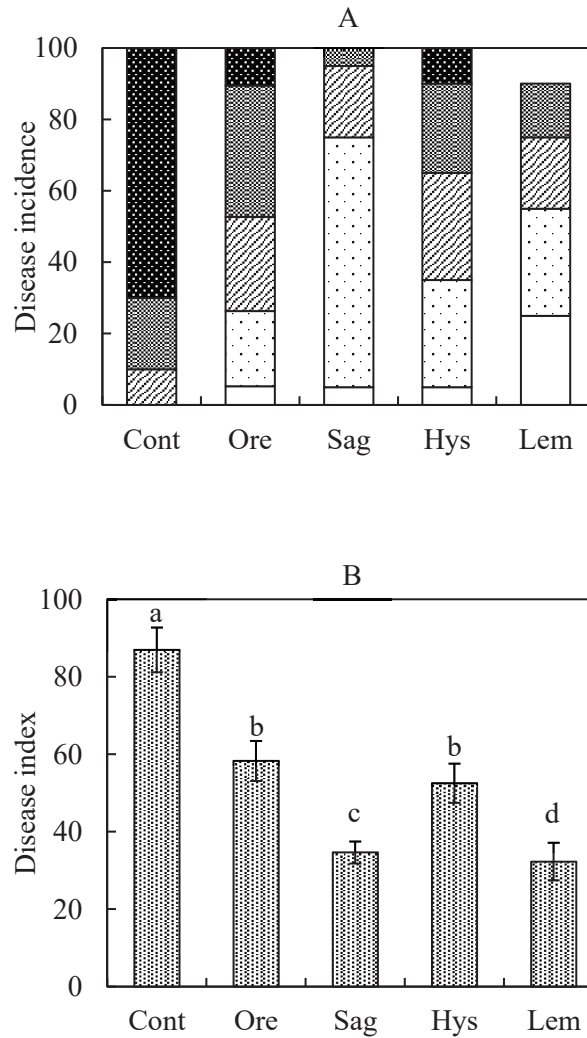 A
100
80
60
40
20
0
Disease incidence
Cont Ore Sag Hys Lem
B
100
80
60
40
20
0
Disease index
a
b
c
b
d
Cont Ore Sag Hys Lem